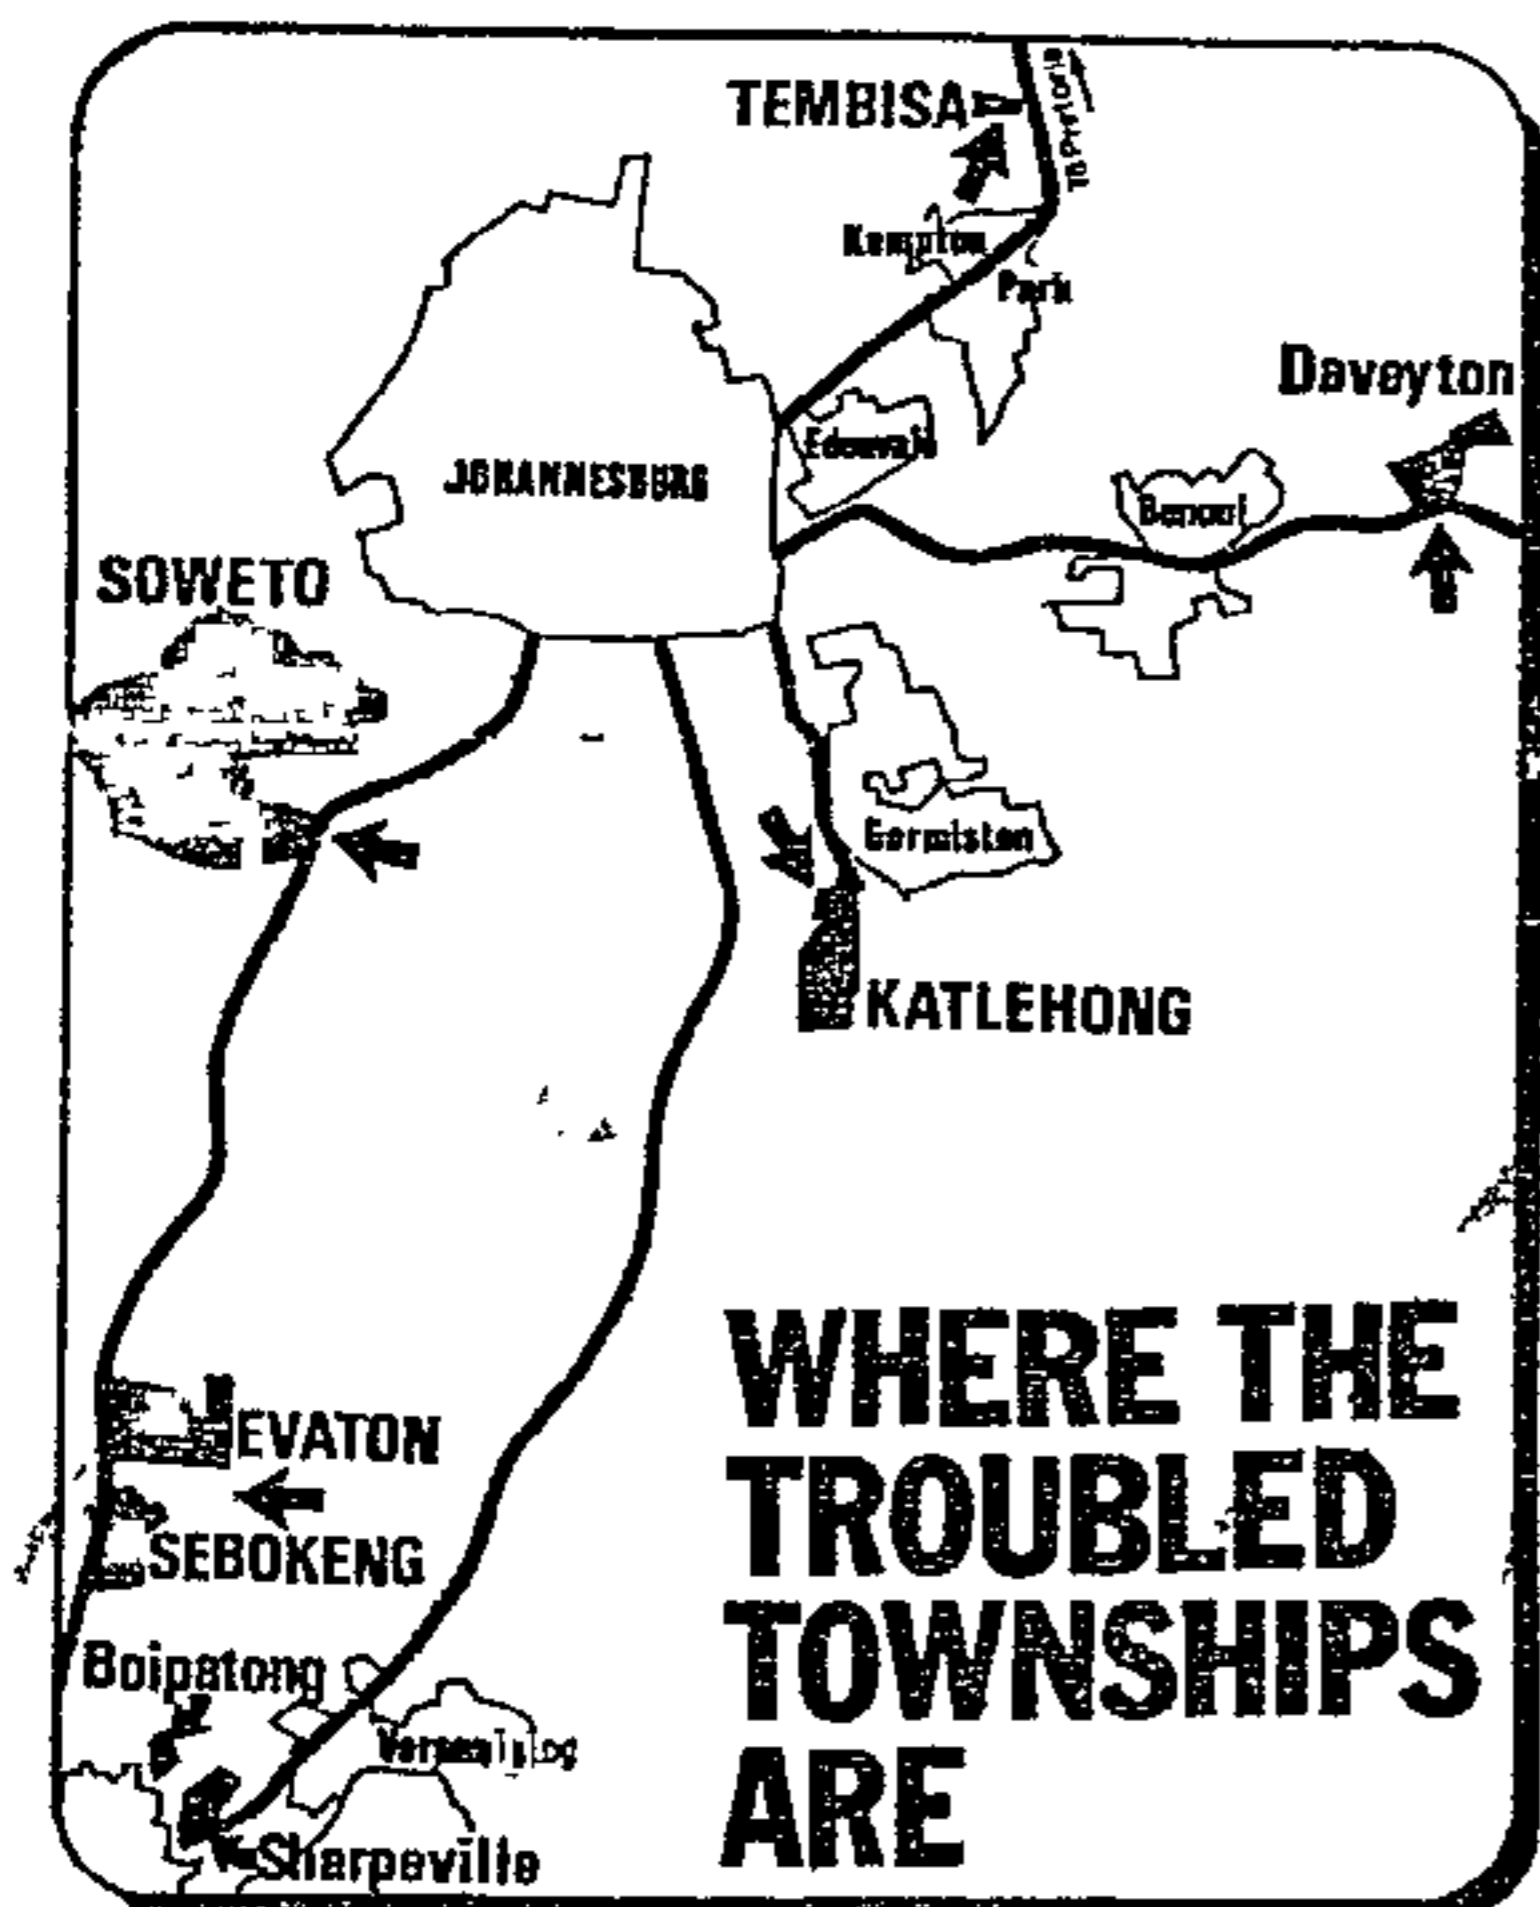 TEMBISA
TO Pretoria
Kempton
Park
Daveyton
Edenvale
JOHANNESBURG
Benoni
SOWETO
Germiston
KATLEHONG
EVATON
SEBOKENG
Boipatong
Sharpeville
WHERE THE
TROUBLED
TOWNSHIPS
ARE